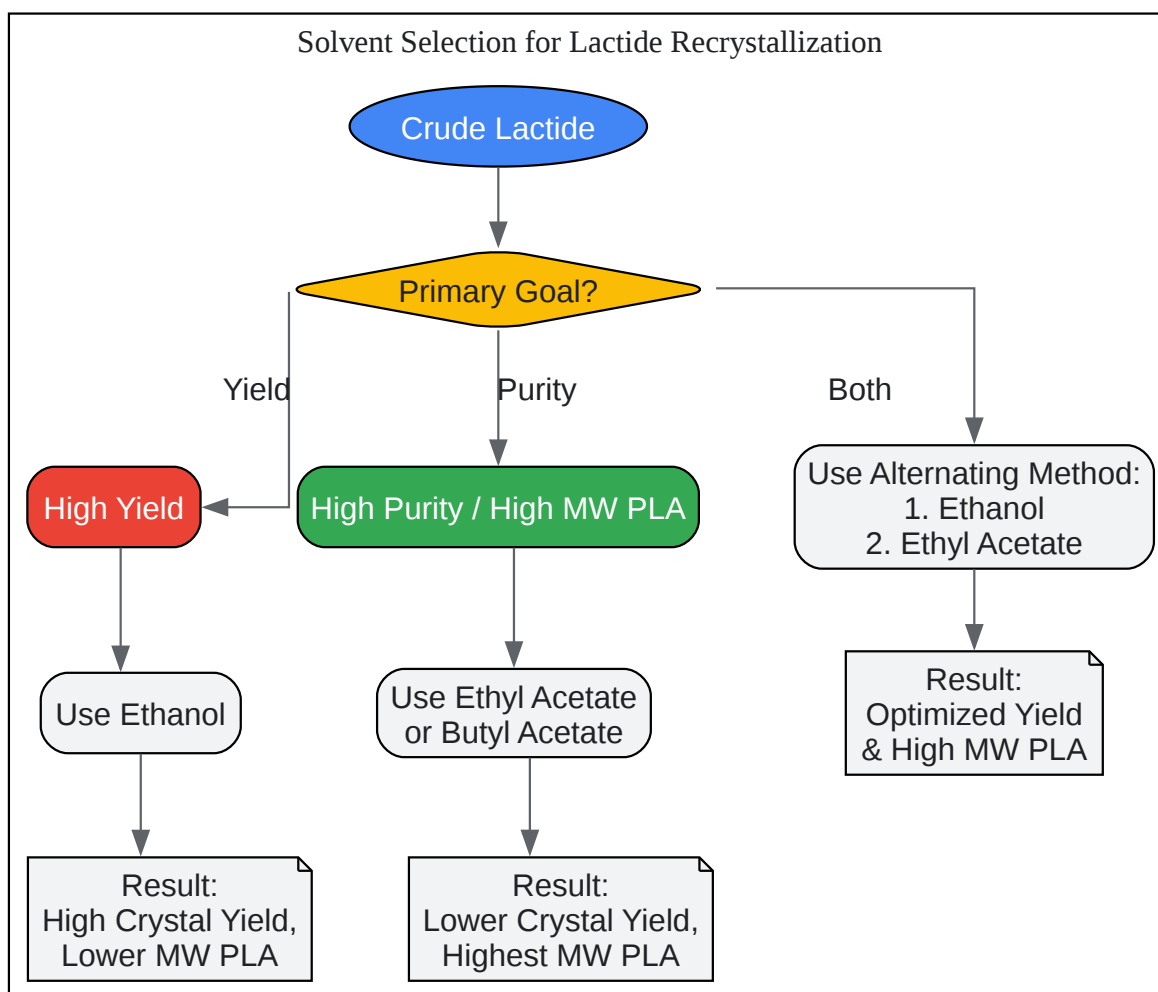 Solvent Selection for Lactide Recrystallization
Crude Lactide
Primary Goal?
Yield
Purity
Both
High Yield
High Purity / High MW PLA
Use Alternating Method:
1. Ethanol
2. Ethyl Acetate
Use Ethanol
Use Ethyl Acetate
or Butyl Acetate
Result:
Optimized Yield
& High MW PLA
Result:
High Crystal Yield,
Lower MW PLA
Result:
Lower Crystal Yield,
Highest MW PLA